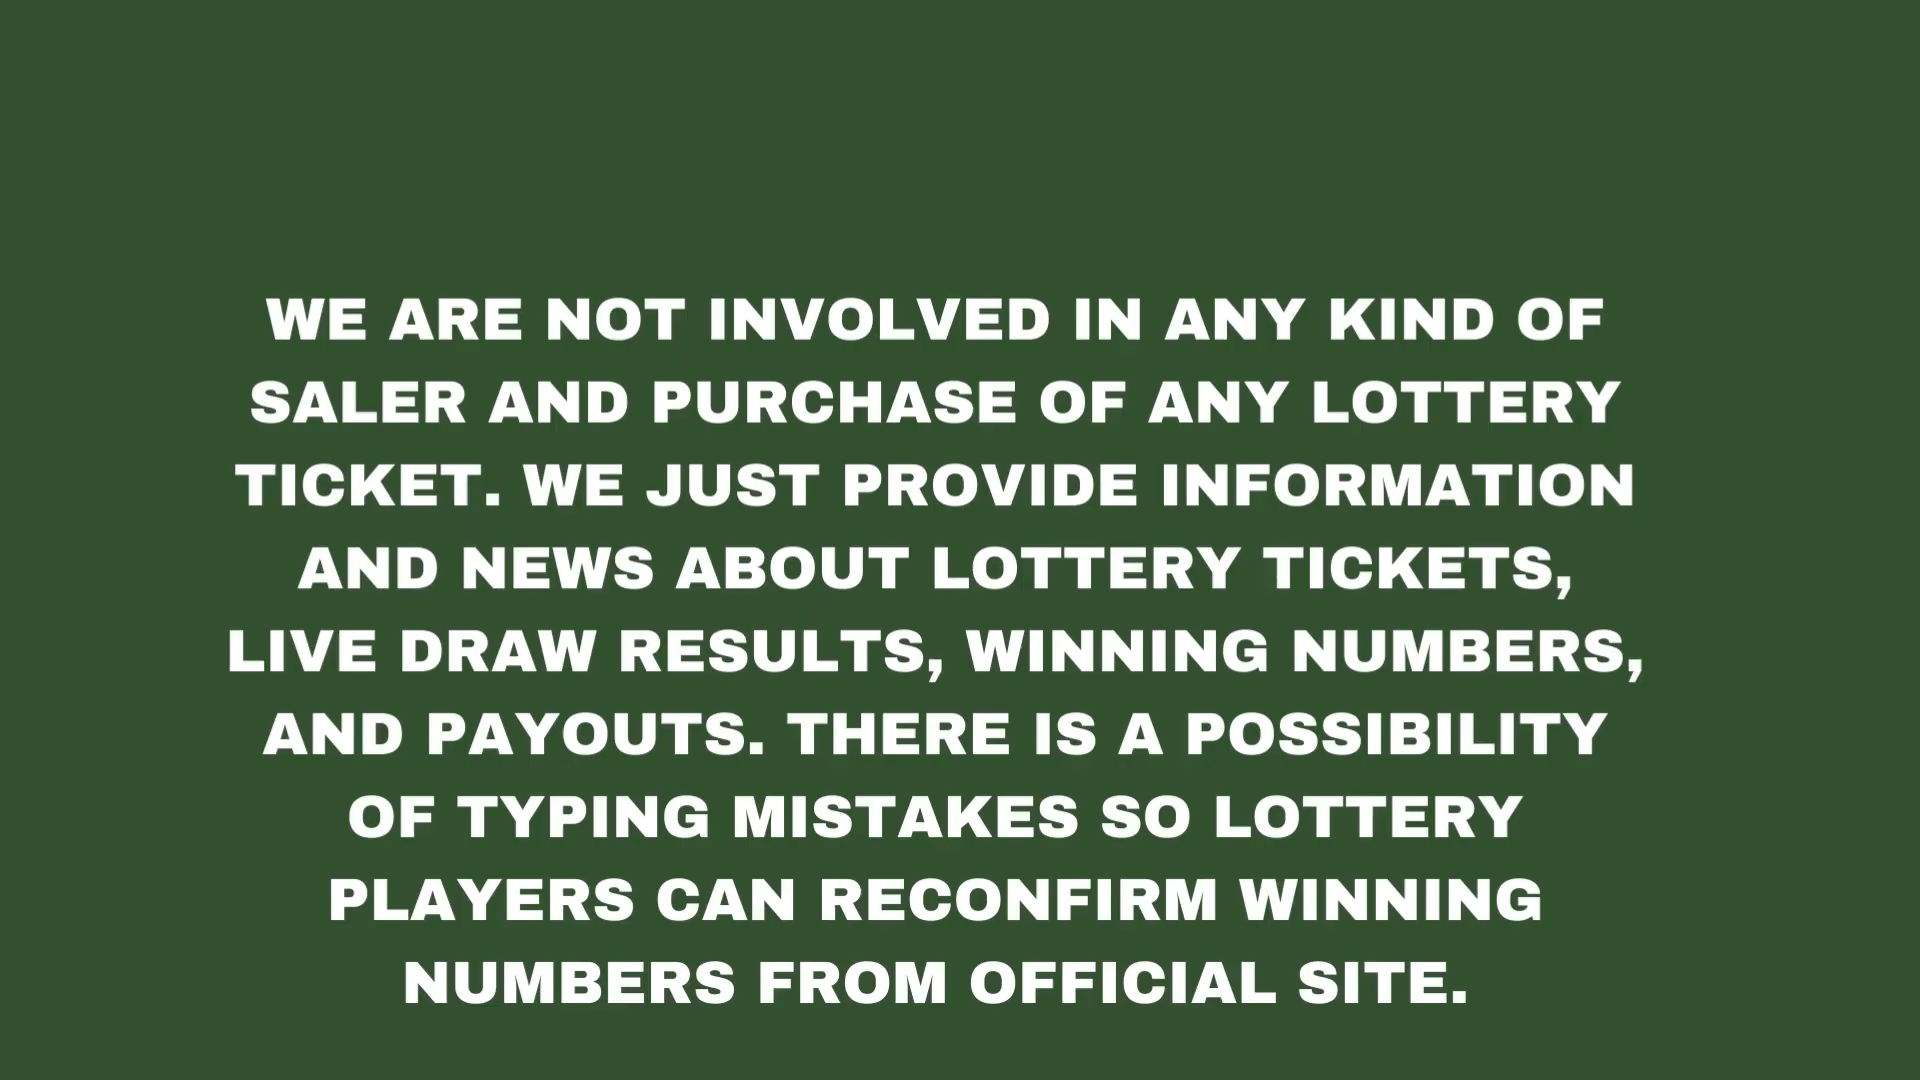 WE ARE NOT INVOLVED IN ANY KIND OF
SALER AND PURCHASE OF ANY LOTTERY
TICKET. WE JUST PROVIDE INFORMATION
AND NEWS ABOUT LOTTERY TICKETS,
LIVE DRAW RESULTS, WINNING NUMBERS,
AND PAYOUTS. THERE IS A POSSIBILITY
OF TYPING MISTAKES SO LOTTERY
PLAYERS CAN RECONFIRM WINNING
NUMBERS FROM OFFICIAL SITE.